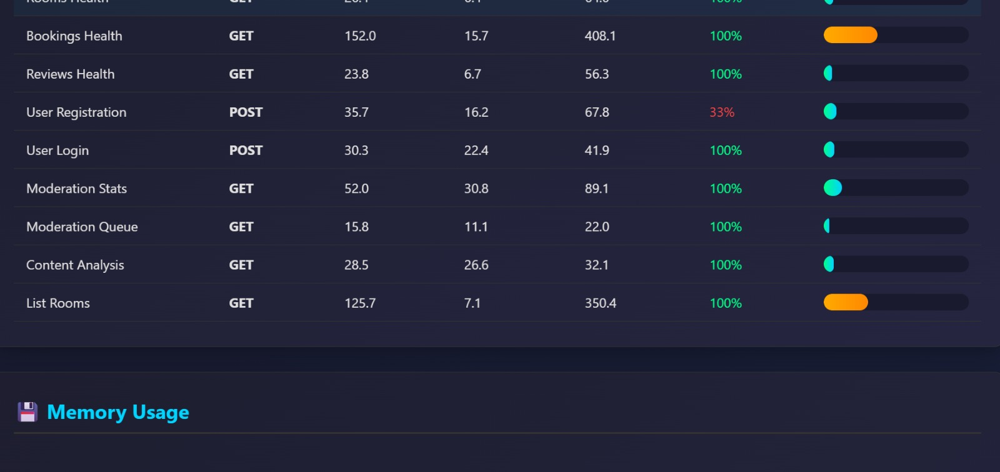 Rooms Health GET 100%
Bookings Health GET 152.0 15.7 408.1 100%
Reviews Health GET 23.8 6.7 56.3 100%
User Registration POST 35.7 16.2 67.8 33%
User Login POST 30.3 22.4 41.9 100%
Moderation Stats GET 52.0 30.8 89.1 100%
Moderation Queue GET 15.8 11.1 22.0 100%
Content Analysis GET 28.5 26.6 32.1 100%
List Rooms GET 125.7 7.1 350.4 100%
Memory Usage